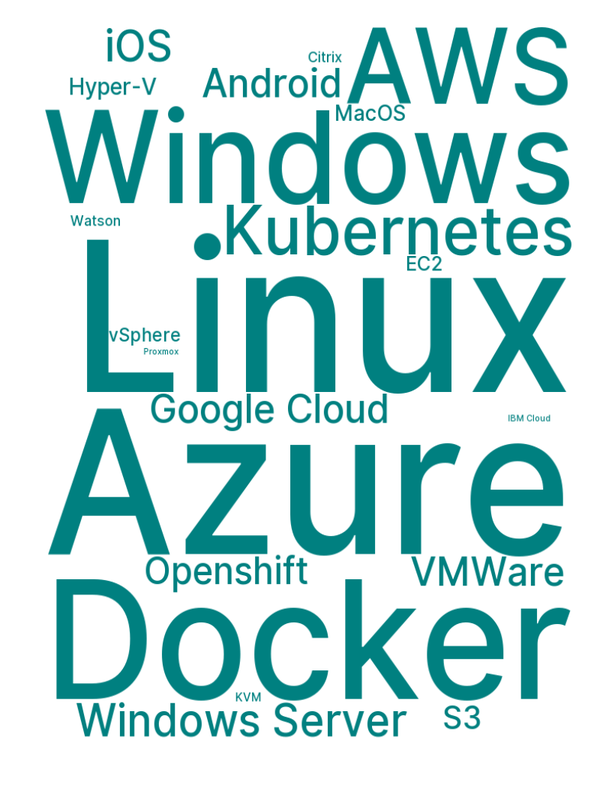 iOS
Citrix
AWS
Hyper-V
Android
MacOS
Windows
Watson
Kubernetes
EC2
Linux
vSphere
Proxmox
Google Cloud
IBM Cloud
Azure
Openshift
VMWare
Docker
KVM
Windows Server
S3